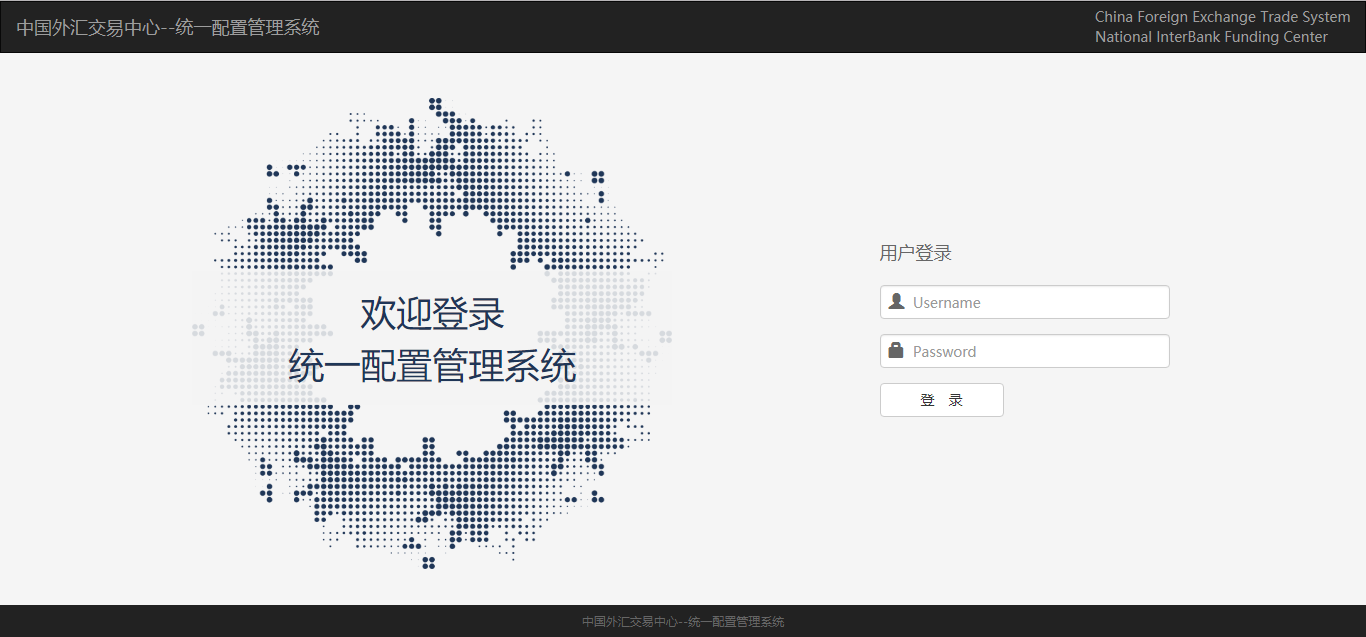 中国外汇交易中心--统一配置管理系统
China Foreign Exchange Trade System
National InterBank Funding Center
欢迎登录
统一配置管理系统
用户登录
Username
Password
登 录
中国外汇交易中心--统一配置管理系统